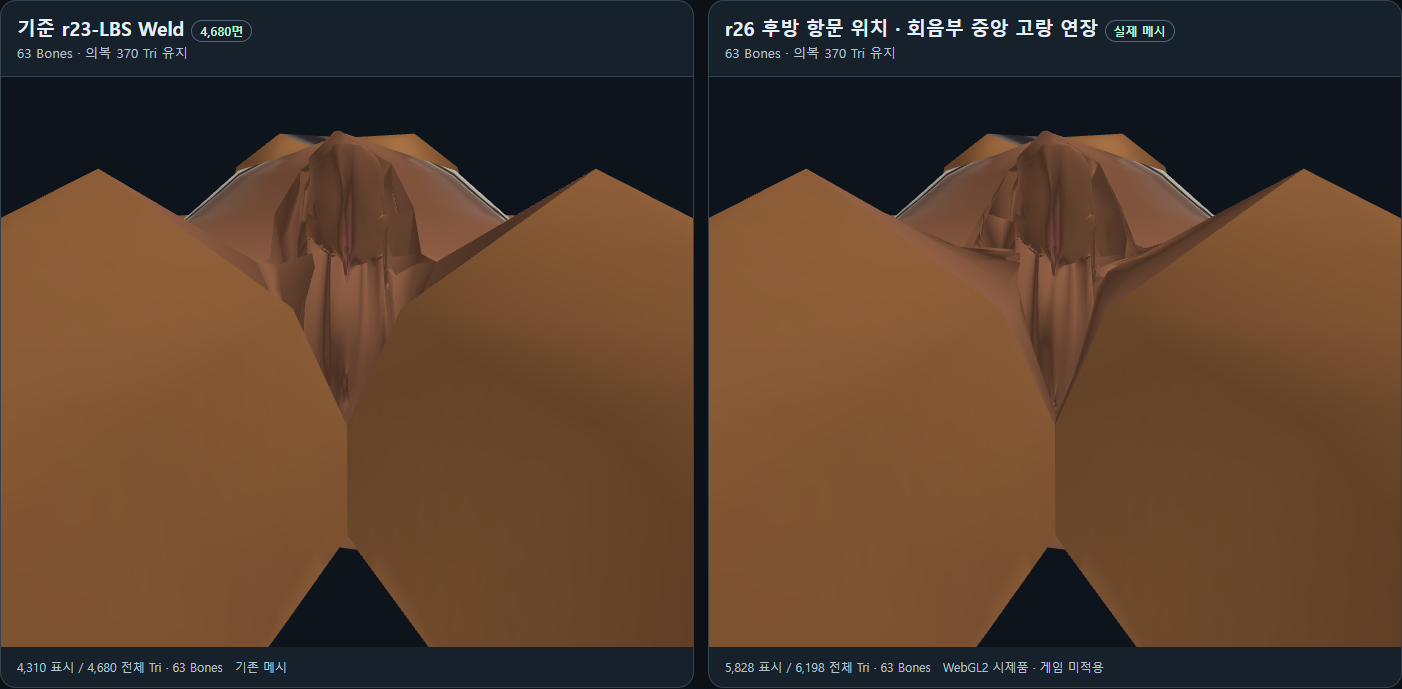 기준 r23-LBS Weld 4,680면
63 Bones · 의복 370 Tri 유지
r26 후방 항문 위치 · 회음부 중앙 고랑 연장 실제 메시
63 Bones · 의복 370 Tri 유지
4,310 표시 / 4,680 전체 Tri · 63 Bones 기존 메시
5,828 표시 / 6,198 전체 Tri · 63 Bones WebGL2 시제품 · 게임 미적용